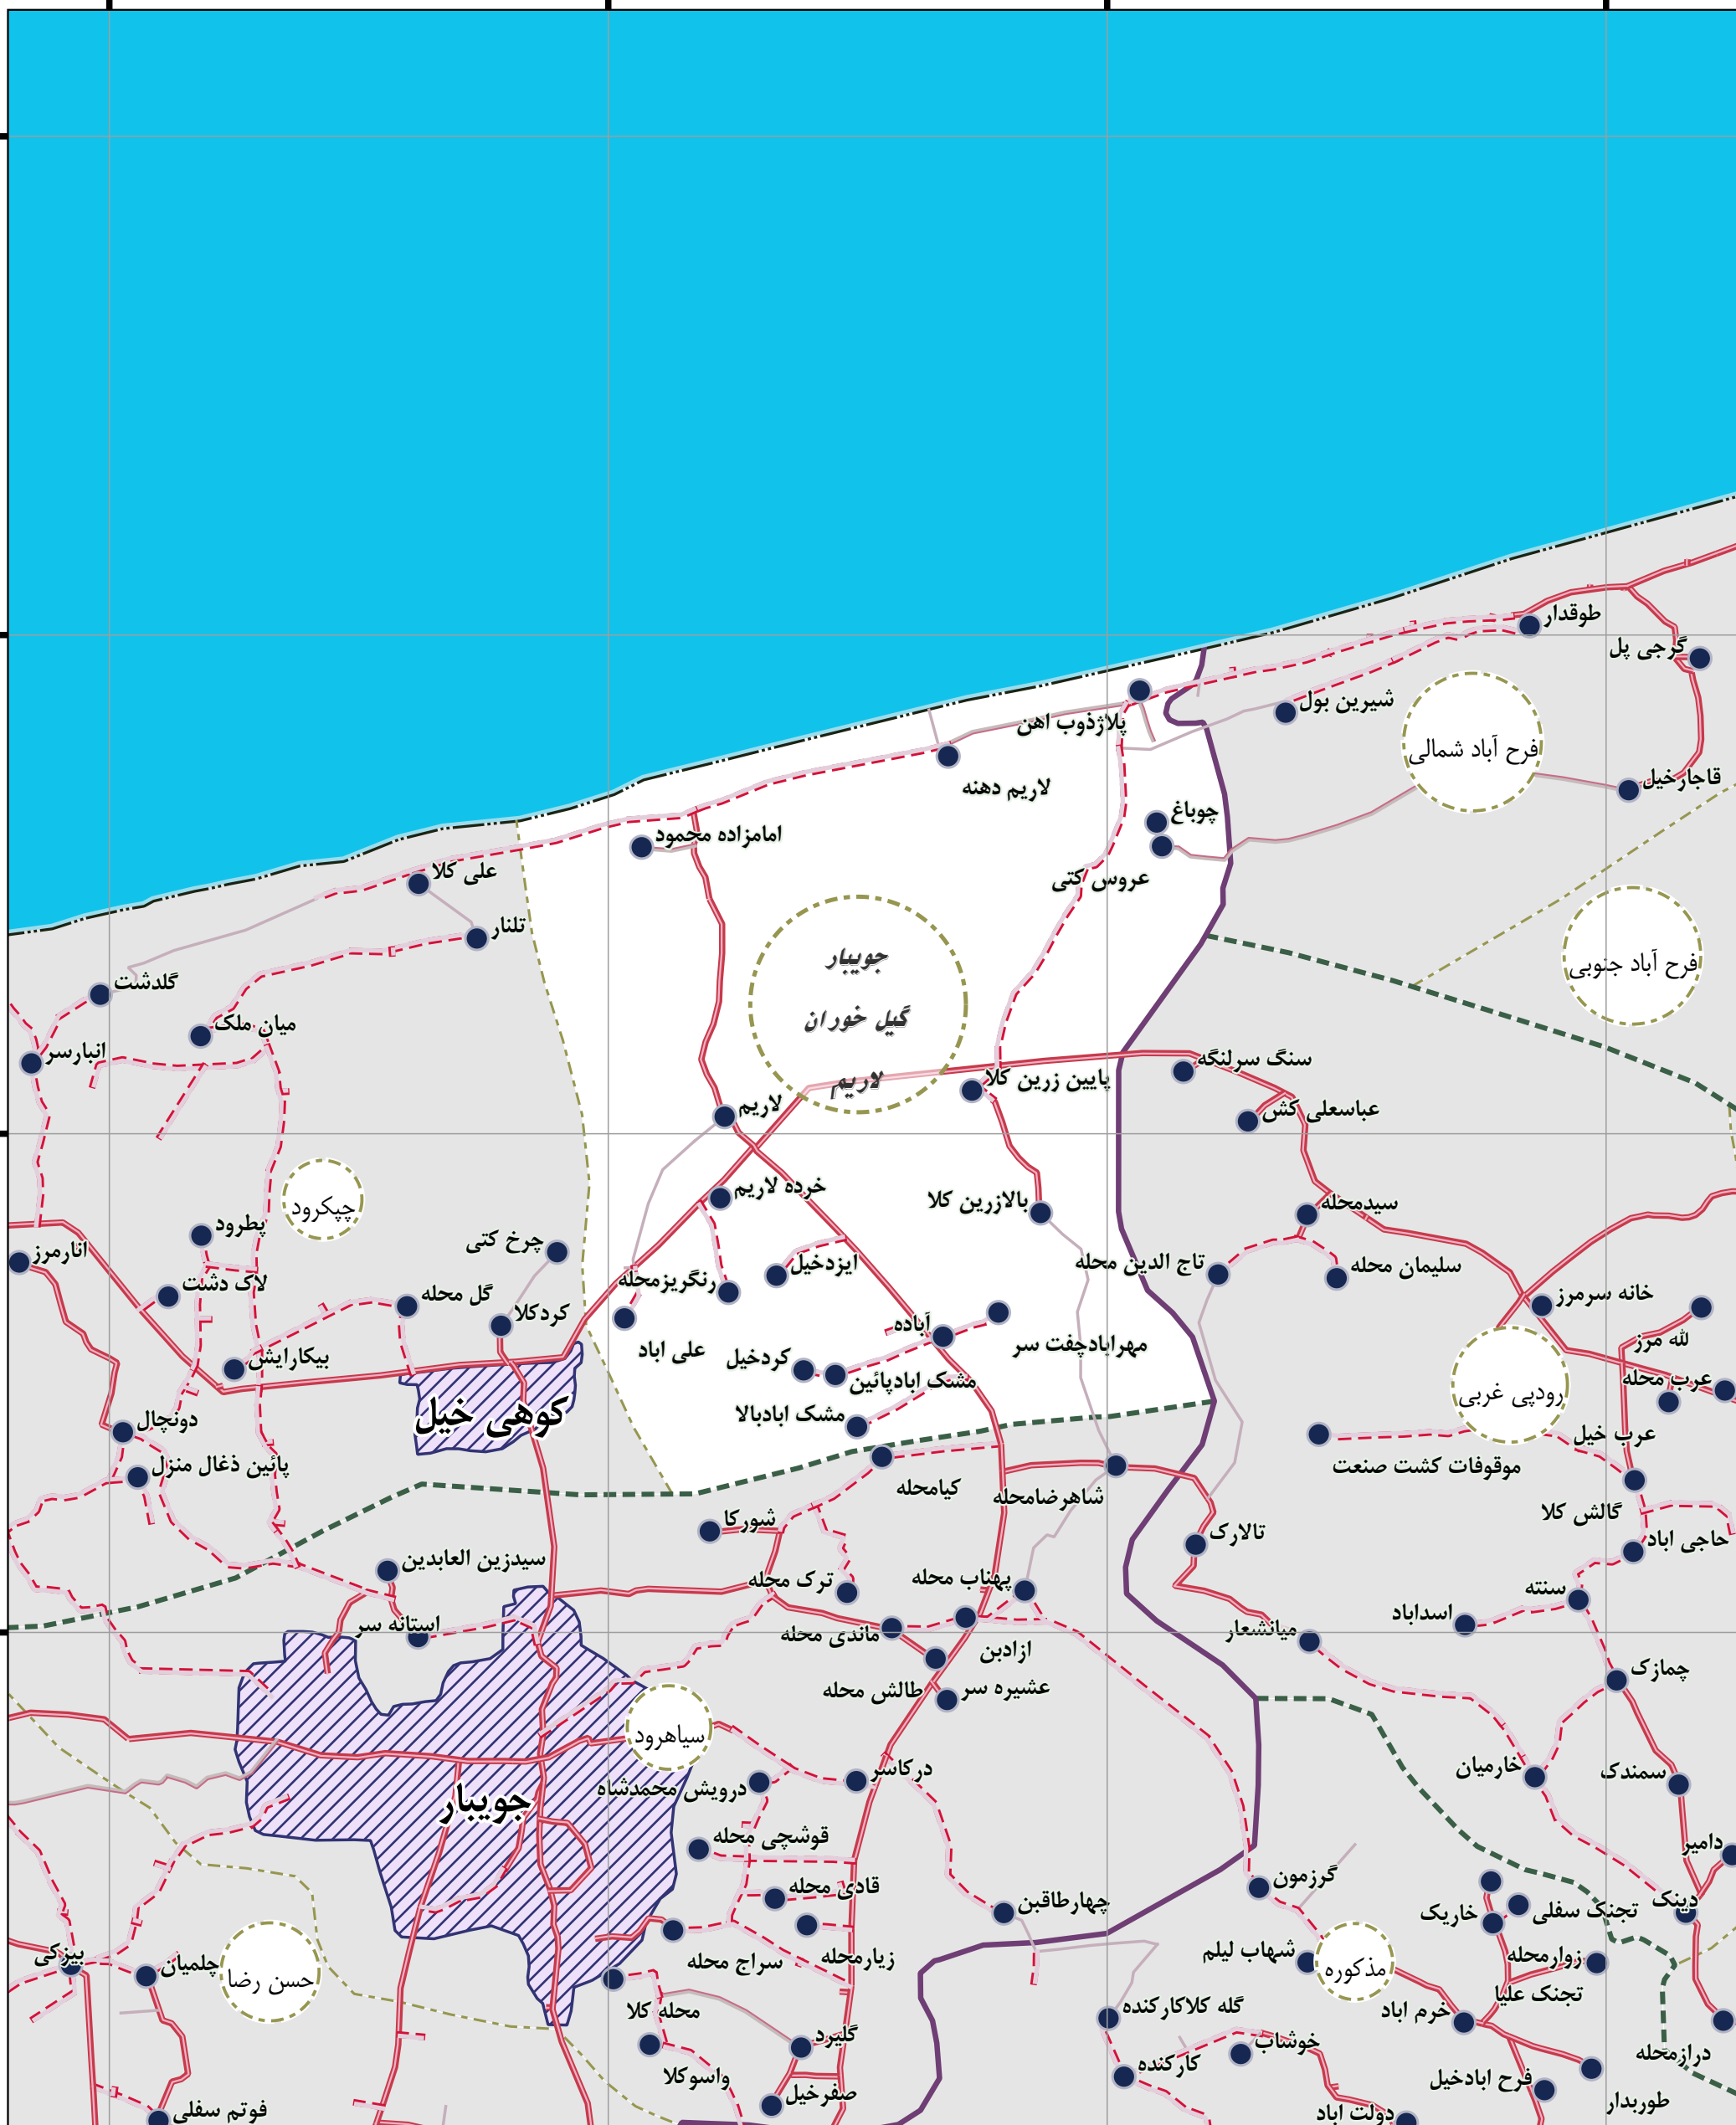 طوقدار
گرجی پل
شیرین بول
پلاژذوب اهن
فرح آباد شمالی
لاریم دهنه
قاجارخیل
چوباغ
امامزاده محمود
علی کلا
عروس کتی
تلنار
جویبار
فرح آباد جنوبی
گلدشت
گیل خوران
میان ملک
انبارسر
سنگ سرلنگه
پایین زرین کلا
لاریم
لاریم
عباسعلی کش
خرده لاریم
بالازرین کلا
سیدمحله
چپکرود
پطرود
چرخ کتی
انارمرز
ایزدخیل
تاج الدین محله
سلیمان محله
رنگریزمحله
لاک دشت
گل محله
کردکلا
خانه سرمرز
آباده
لله مرز
مهرابادچفت سر
علی اباد
کردخیل
بیکارایش
عرب محله
مشک ابادپائین
رودپی غربی
کوهی خیل
مشک ابادبالا
دونچال
عرب خیل
پائین ذغال منزل
موقوفات کشت صنعت
کیامحله
شاهرضامحله
گالش کلا
شورکا
تالارک
حاجی اباد
سیدزین العابدین
ترک محله
پهناب محله
سنته
اسداباد
استانه سر
ماندی محله
میانشعار
ازادبن
چمازک
طالش محله
عشیره سر
سیاهرود
درکاسر
خارمیان
سمندک
درویش محمدشاه
جویبار
قوشچی محله
دامیر
گرزمون
قادی محله
چهارطاقبن
دینک
تجنک سفلی
خاریک
بیزکی
چلمیان
حسن رضا
سراج محله
زیارمحله
شهاب لیلم
مذکوره
زوارمحله
تجنک علیا
محله کلا
گله کلاکارکنده
خرم اباد
گلیرد
خوشاب
درازمحله
واسوکلا
کارکنده
فرح ابادخیل
صفرخیل
طوربدار
فوتم سفلی
دولت اباد